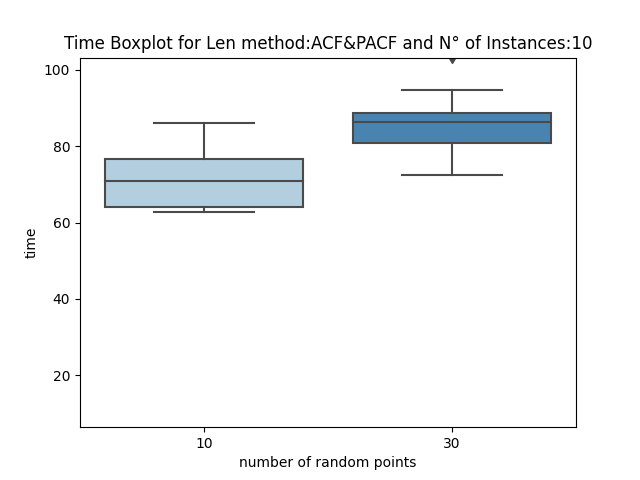 Time Boxplot for Len method:ACF&PACF and N° of Instances:10
100
80
60
40
20
time
10 30
number of random points